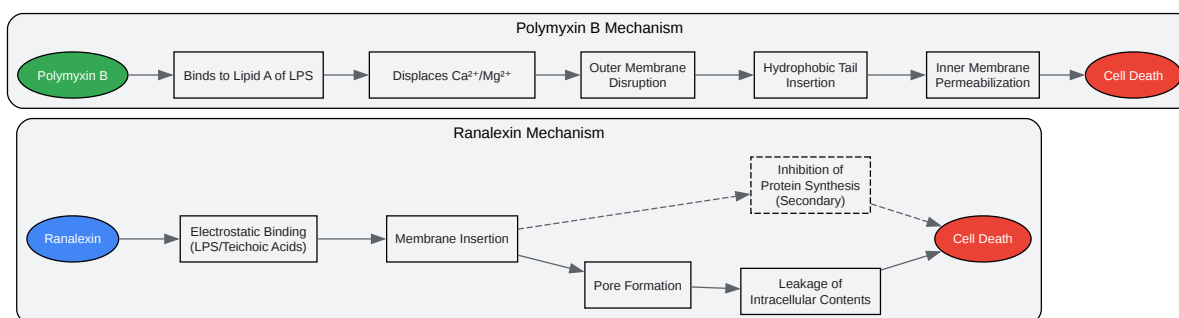 Polymyxin B Mechanism
Polymyxin B
Binds to Lipid A of LPS
Displaces Ca²⁺/Mg²⁺
Outer Membrane
Disruption
Hydrophobic Tail
Insertion
Inner Membrane
Permeabilization
Cell Death
Ranalexin Mechanism
Ranalexin
Electrostatic Binding
(LPS/Teichoic Acids)
Membrane Insertion
Inhibition of
Protein Synthesis
(Secondary)
Pore Formation
Leakage of
Intracellular Contents
Cell Death